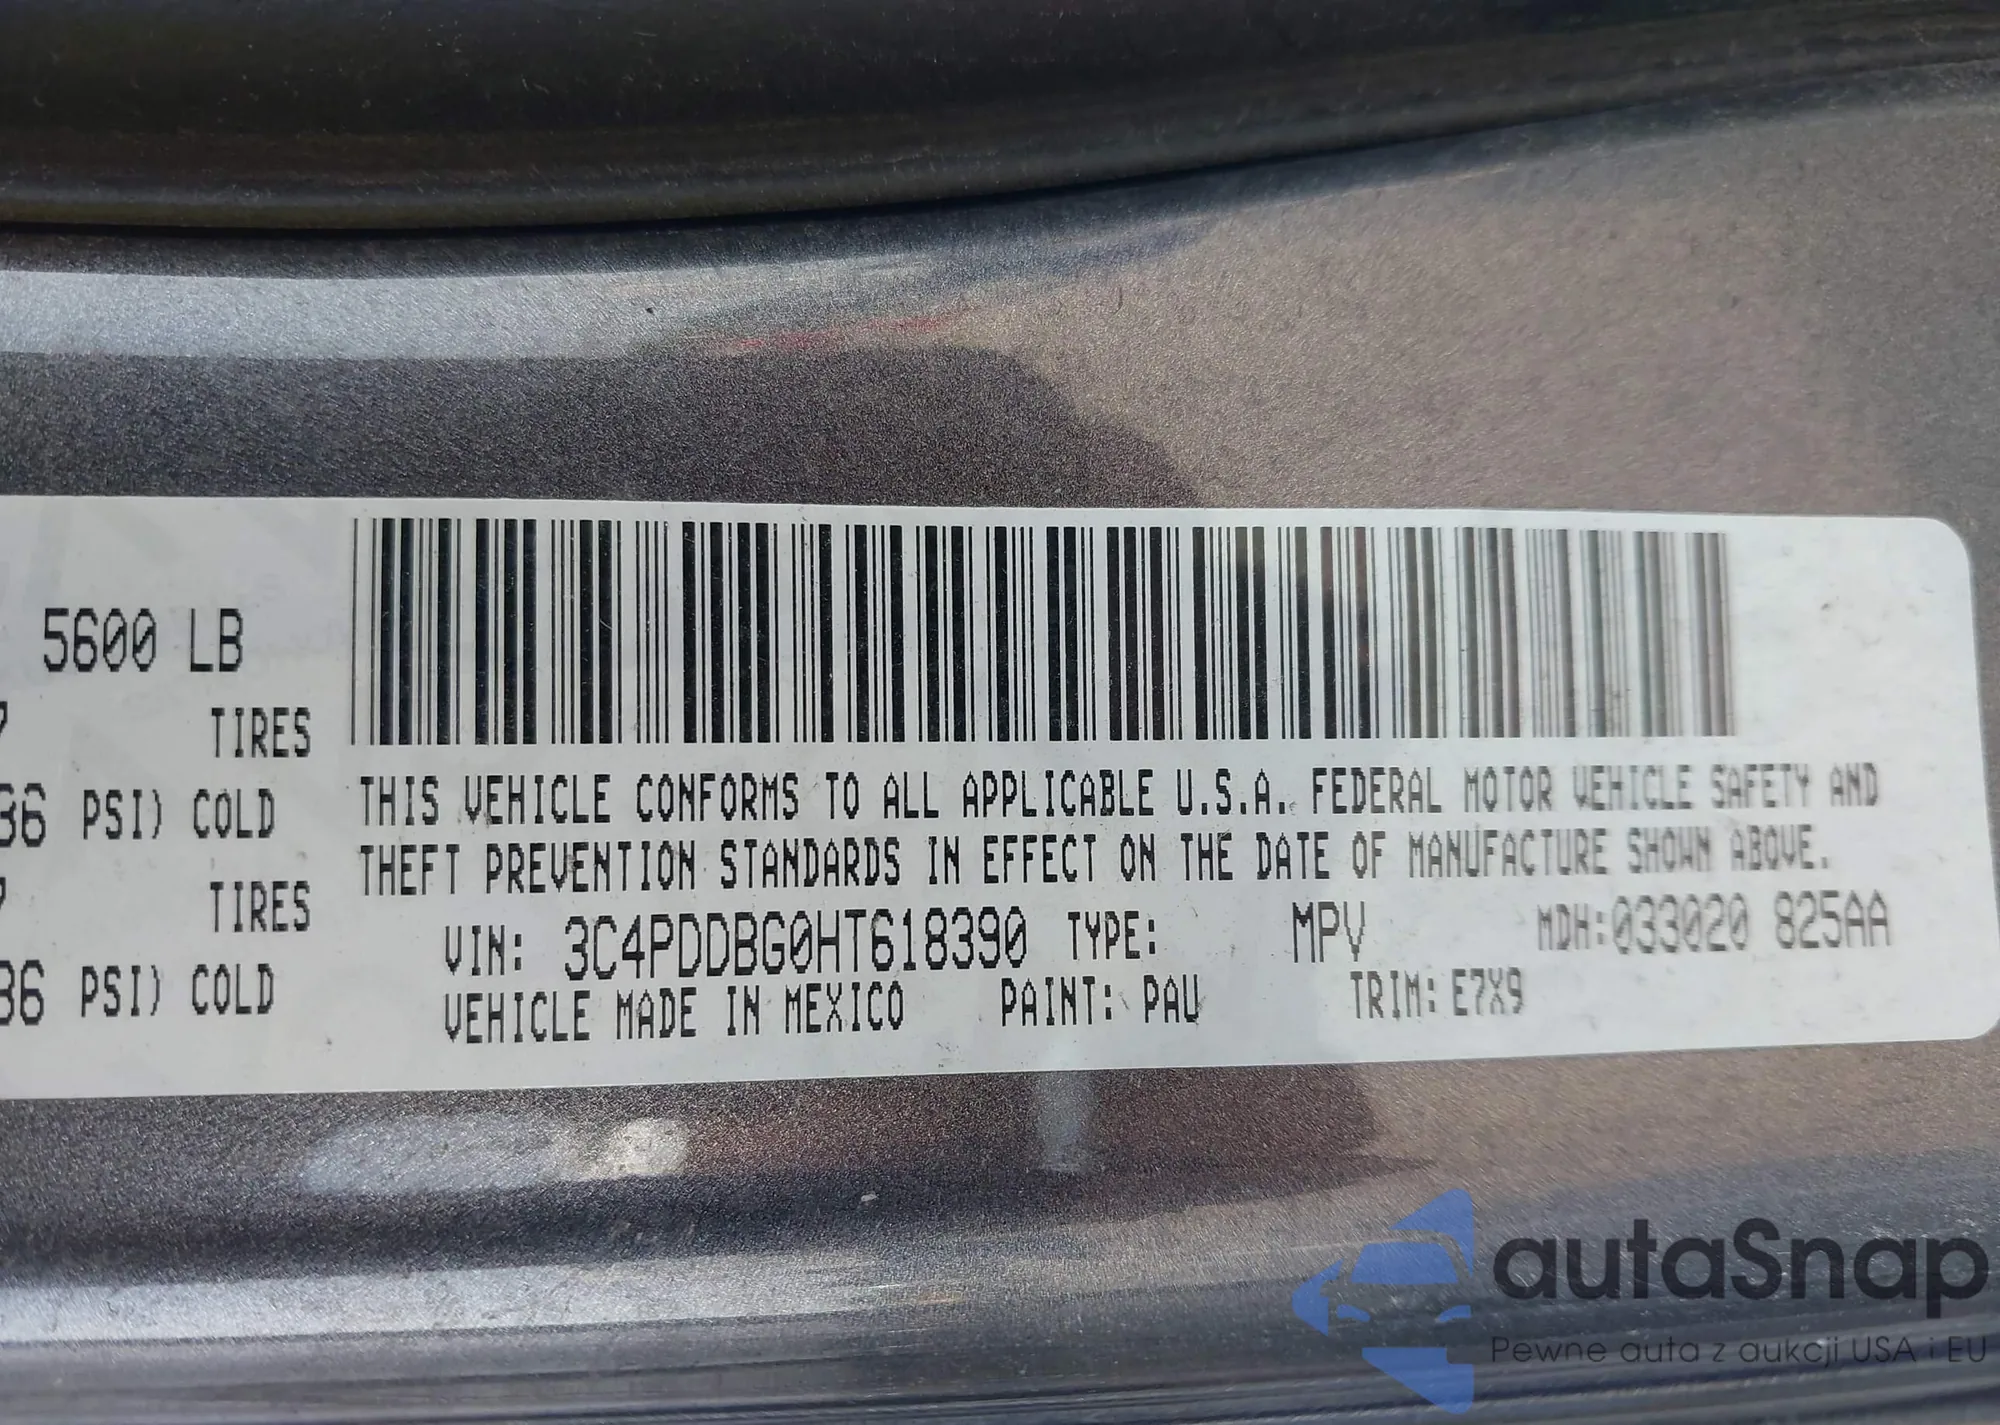 5600 LB
TIRES
36 PSI) COLD
TIRES
36 PSI) COLD
THIS VEHICLE CONFORMS TO ALL APPLICABLE U.S.A. FEDERAL MOTOR VEHICLE SAFETY AND
THEFT PREVENTION STANDARDS IN EFFECT ON THE DATE OF MANUFACTURE SHOWN ABOVE.
VIN: 3C4PDDBG0HT618390 TYPE: MPV MDH:033020 825AA
VEHICLE MADE IN MEXICO PAINT: PAU TRIM: E7X9
autaSnap
Pewne auta z aukcji USA i EU